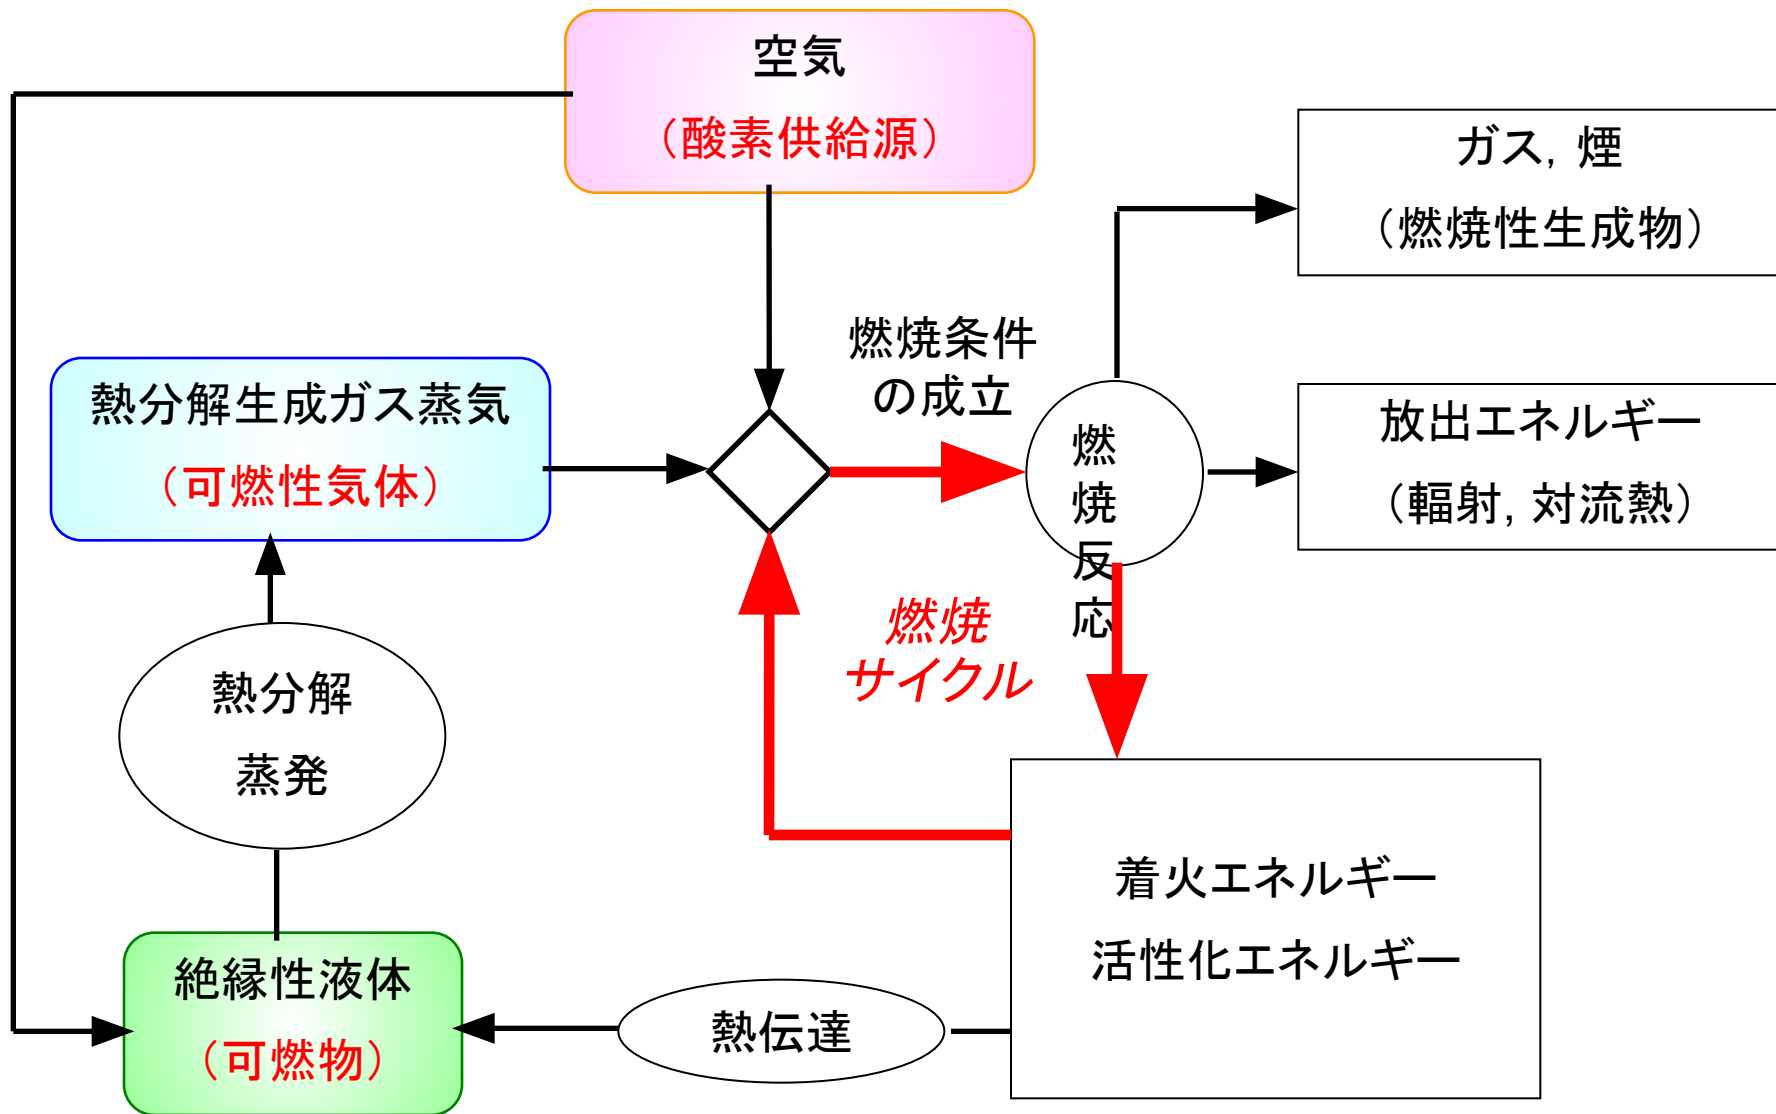 空気
（酸素供給源）
ガス, 煙
（燃焼性生成物）
燃焼条件
の成立
熱分解生成ガス蒸気
（可燃性気体）
燃
焼
反
応
放出エネルギー
（輻射, 対流熱）
燃焼
サイクル
熱分解
蒸発
着火エネルギー
活性化エネルギー
絶縁性液体
（可燃物）
熱伝達